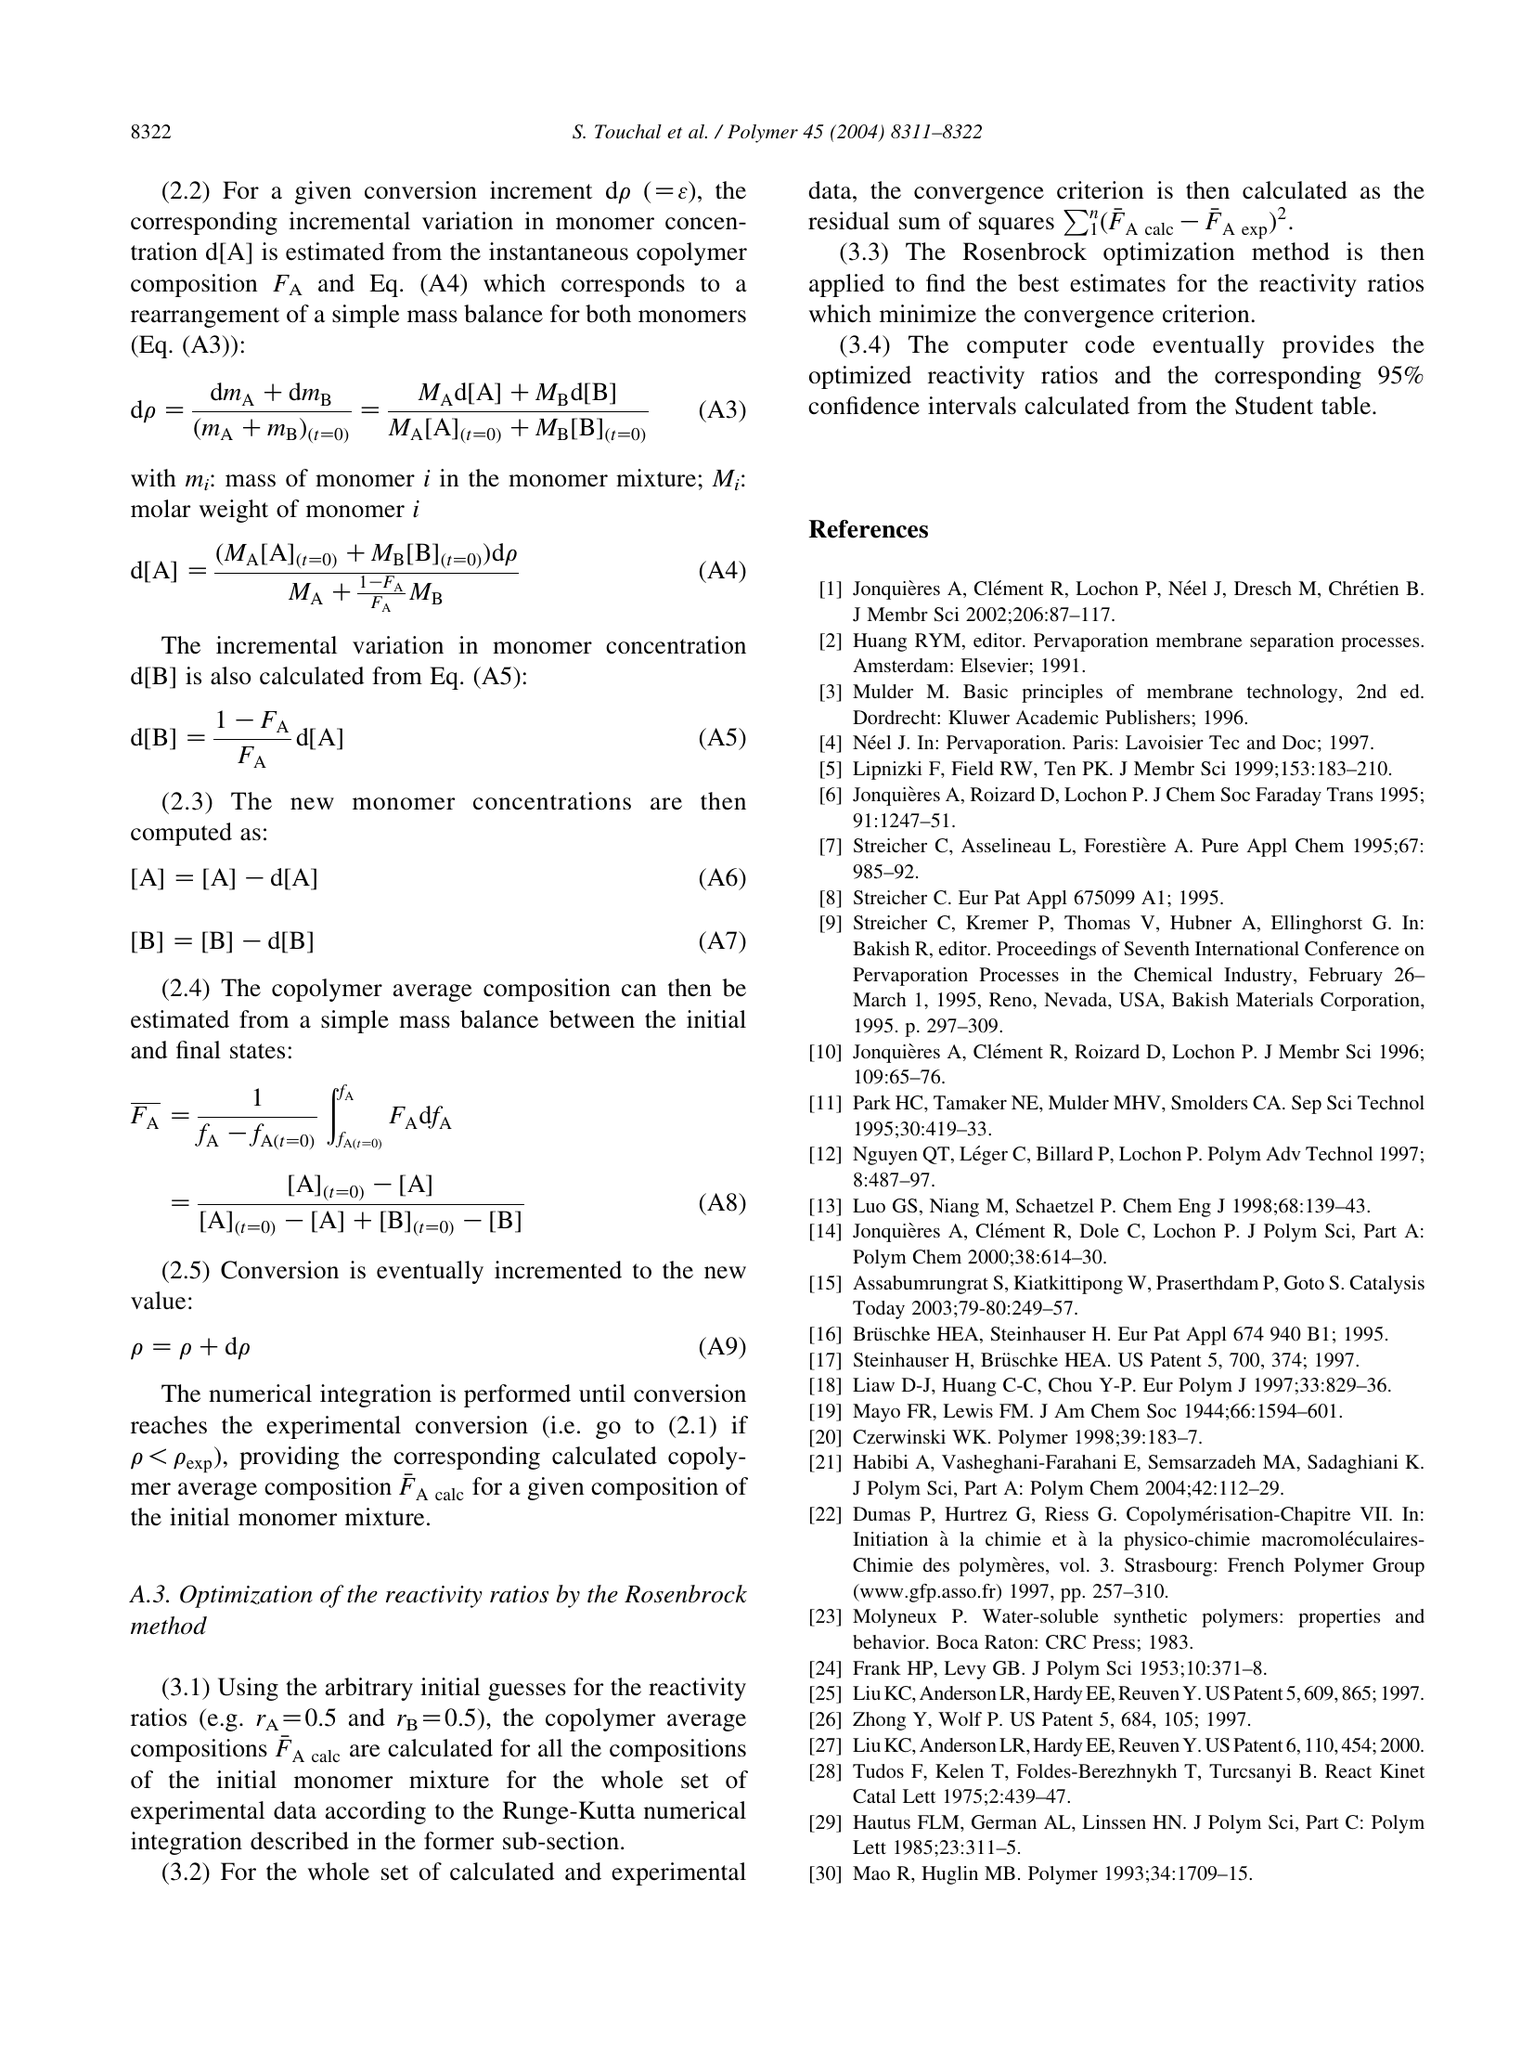 8322
S. Touchal et al. / Polymer 45 (2004) 8311–8322
(2.2) For a given conversion increment dρ (=ε), the
corresponding incremental variation in monomer concen-
tration d[A] is estimated from the instantaneous copolymer
composition F_A and Eq. (A4) which corresponds to a
rearrangement of a simple mass balance for both monomers
(Eq. (A3)):
dρ = (dm_A + dm_B)/((m_A + m_B)_(t=0)) = (M_A d[A] + M_B d[B])/(M_A[A]_(t=0) + M_B[B]_(t=0)) (A3)
with m_i: mass of monomer i in the monomer mixture; M_i:
molar weight of monomer i
d[A] = ((M_A[A]_(t=0) + M_B[B]_(t=0))dρ)/(M_A + ((1−F_A)/F_A) M_B) (A4)
The incremental variation in monomer concentration
d[B] is also calculated from Eq. (A5):
d[B] = ((1 − F_A)/F_A) d[A] (A5)
(2.3) The new monomer concentrations are then
computed as:
[A] = [A] − d[A] (A6)
[B] = [B] − d[B] (A7)
(2.4) The copolymer average composition can then be
estimated from a simple mass balance between the initial
and final states:
F̄_A = (1/(f_A − f_A(t=0))) ∫_{f_A(t=0)}^{f_A} F_A df_A
= ([A]_(t=0) − [A])/([A]_(t=0) − [A] + [B]_(t=0) − [B]) (A8)
(2.5) Conversion is eventually incremented to the new
value:
ρ = ρ + dρ (A9)
The numerical integration is performed until conversion
reaches the experimental conversion (i.e. go to (2.1) if
ρ < ρ_exp), providing the corresponding calculated copoly-
mer average composition F̄_A calc for a given composition of
the initial monomer mixture.
A.3. Optimization of the reactivity ratios by the Rosenbrock
method
(3.1) Using the arbitrary initial guesses for the reactivity
ratios (e.g. r_A=0.5 and r_B=0.5), the copolymer average
compositions F̄_A calc are calculated for all the compositions
of the initial monomer mixture for the whole set of
experimental data according to the Runge-Kutta numerical
integration described in the former sub-section.
(3.2) For the whole set of calculated and experimental
data, the convergence criterion is then calculated as the
residual sum of squares ∑_1^n(F̄_A calc − F̄_A exp)².
(3.3) The Rosenbrock optimization method is then
applied to find the best estimates for the reactivity ratios
which minimize the convergence criterion.
(3.4) The computer code eventually provides the
optimized reactivity ratios and the corresponding 95%
confidence intervals calculated from the Student table.
References
[1] Jonquières A, Clément R, Lochon P, Néel J, Dresch M, Chrétien B.
J Membr Sci 2002;206:87–117.
[2] Huang RYM, editor. Pervaporation membrane separation processes.
Amsterdam: Elsevier; 1991.
[3] Mulder M. Basic principles of membrane technology, 2nd ed.
Dordrecht: Kluwer Academic Publishers; 1996.
[4] Néel J. In: Pervaporation. Paris: Lavoisier Tec and Doc; 1997.
[5] Lipnizki F, Field RW, Ten PK. J Membr Sci 1999;153:183–210.
[6] Jonquières A, Roizard D, Lochon P. J Chem Soc Faraday Trans 1995;
91:1247–51.
[7] Streicher C, Asselineau L, Forestière A. Pure Appl Chem 1995;67:
985–92.
[8] Streicher C. Eur Pat Appl 675099 A1; 1995.
[9] Streicher C, Kremer P, Thomas V, Hubner A, Ellinghorst G. In:
Bakish R, editor. Proceedings of Seventh International Conference on
Pervaporation Processes in the Chemical Industry, February 26–
March 1, 1995, Reno, Nevada, USA, Bakish Materials Corporation,
1995. p. 297–309.
[10] Jonquières A, Clément R, Roizard D, Lochon P. J Membr Sci 1996;
109:65–76.
[11] Park HC, Tamaker NE, Mulder MHV, Smolders CA. Sep Sci Technol
1995;30:419–33.
[12] Nguyen QT, Léger C, Billard P, Lochon P. Polym Adv Technol 1997;
8:487–97.
[13] Luo GS, Niang M, Schaetzel P. Chem Eng J 1998;68:139–43.
[14] Jonquières A, Clément R, Dole C, Lochon P. J Polym Sci, Part A:
Polym Chem 2000;38:614–30.
[15] Assabumrungrat S, Kiatkittipong W, Praserthdam P, Goto S. Catalysis
Today 2003;79-80:249–57.
[16] Brüschke HEA, Steinhauser H. Eur Pat Appl 674 940 B1; 1995.
[17] Steinhauser H, Brüschke HEA. US Patent 5, 700, 374; 1997.
[18] Liaw D-J, Huang C-C, Chou Y-P. Eur Polym J 1997;33:829–36.
[19] Mayo FR, Lewis FM. J Am Chem Soc 1944;66:1594–601.
[20] Czerwinski WK. Polymer 1998;39:183–7.
[21] Habibi A, Vasheghani-Farahani E, Semsarzadeh MA, Sadaghiani K.
J Polym Sci, Part A: Polym Chem 2004;42:112–29.
[22] Dumas P, Hurtrez G, Riess G. Copolymérisation-Chapitre VII. In:
Initiation à la chimie et à la physico-chimie macromoléculaires-
Chimie des polymères, vol. 3. Strasbourg: French Polymer Group
(www.gfp.asso.fr) 1997, pp. 257–310.
[23] Molyneux P. Water-soluble synthetic polymers: properties and
behavior. Boca Raton: CRC Press; 1983.
[24] Frank HP, Levy GB. J Polym Sci 1953;10:371–8.
[25] Liu KC, Anderson LR, Hardy EE, Reuven Y. US Patent 5, 609, 865; 1997.
[26] Zhong Y, Wolf P. US Patent 5, 684, 105; 1997.
[27] Liu KC, Anderson LR, Hardy EE, Reuven Y. US Patent 6, 110, 454; 2000.
[28] Tudos F, Kelen T, Foldes-Berezhnykh T, Turcsanyi B. React Kinet
Catal Lett 1975;2:439–47.
[29] Hautus FLM, German AL, Linssen HN. J Polym Sci, Part C: Polym
Lett 1985;23:311–5.
[30] Mao R, Huglin MB. Polymer 1993;34:1709–15.